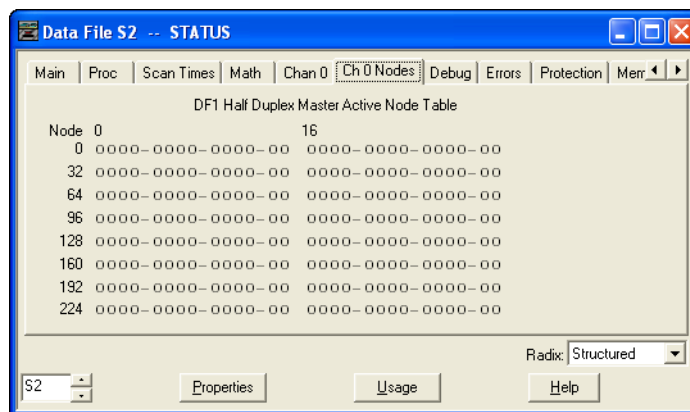 Data File S2 -- STATUS
Main Proc Scan Times Math Chan 0 Ch 0 Nodes Debug Errors Protection Mem
DF1 Half Duplex Master Active Node Table
Node 0 16
0 0000-0000-0000-00 0000-0000-0000-00
32 0000-0000-0000-00 0000-0000-0000-00
64 0000-0000-0000-00 0000-0000-0000-00
96 0000-0000-0000-00 0000-0000-0000-00
128 0000-0000-0000-00 0000-0000-0000-00
160 0000-0000-0000-00 0000-0000-0000-00
192 0000-0000-0000-00 0000-0000-0000-00
224 0000-0000-0000-00 0000-0000-0000-00
Radix: Structured
S2 Properties Usage Help